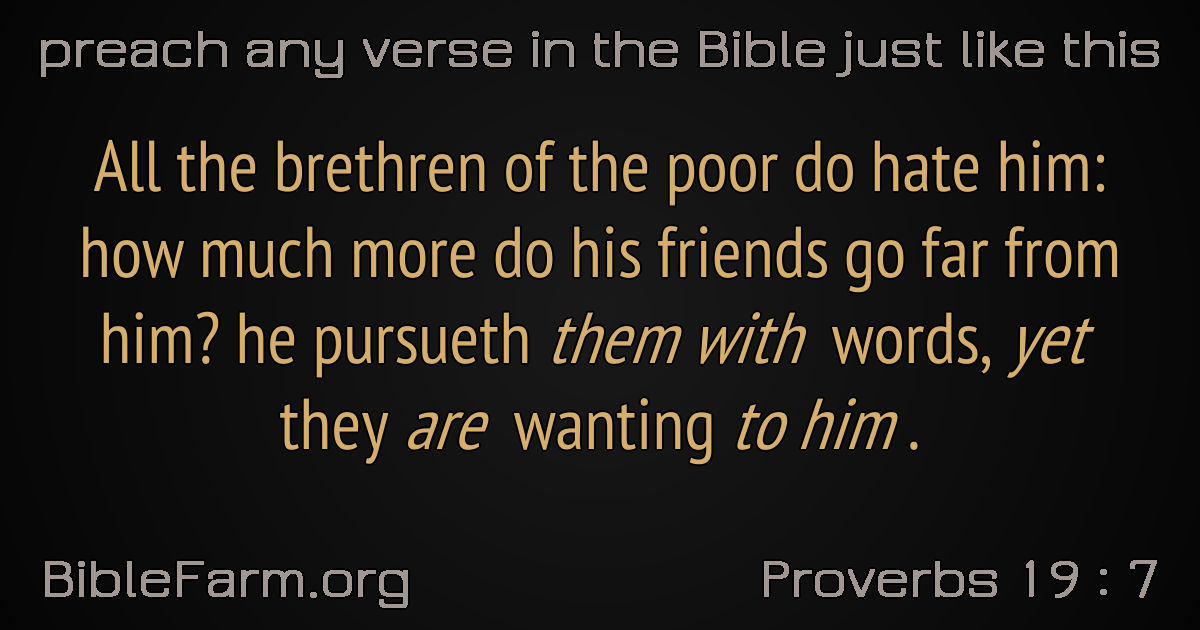 preach any verse in the Bible just like this
All the brethren of the poor do hate him:
how much more do his friends go far from
him? he pursueth them with words, yet
they are wanting to him .
BibleFarm.org
Proverbs 19 : 7